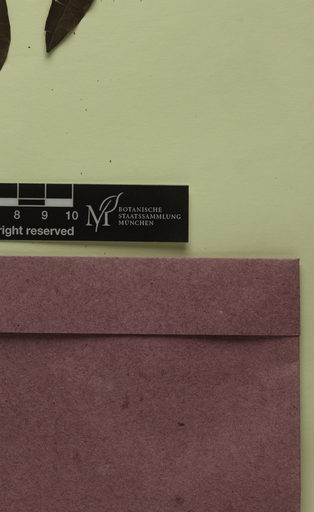 8 9 10
right reserved
M BOTANISCHE
STAATSSAMMLUNG
MÜNCHEN